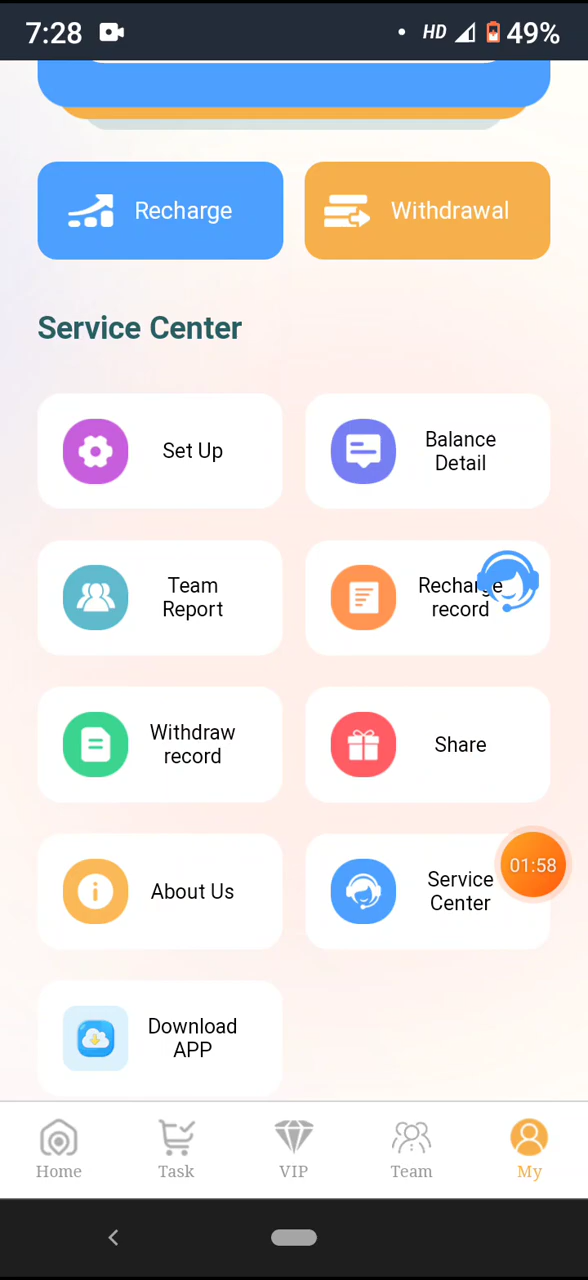 7:28 HD 49%
Recharge Withdrawal
Service Center
Set Up
Balance
Detail
Team
Report
Recharge
record
Withdraw
record
Share
01:58
About Us
Service
Center
Download
APP
Home Task VIP Team My